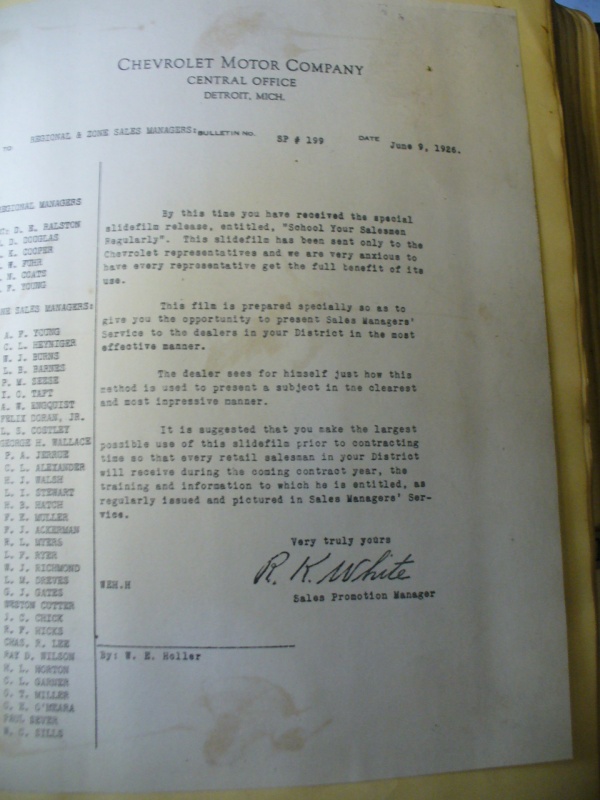 CHEVROLET MOTOR COMPANY
CENTRAL OFFICE
DETROIT, MICH.
TO REGIONAL & ZONE SALES MANAGERS: BULLETIN NO. SP # 199 DATE June 9, 1926.
REGIONAL MANAGERS
D. E. RALSTON
D. DOUGLAS
E. COOPER
W. FUHR
H. COATS
F. YOUNG
SALES MANAGERS:
A. F. YOUNG
C. L. HEYNIGER
W. J. BURNS
L. B. BARNES
P. M. SEESE
I. C. TAFT
A. W. ENGQUIST
FELIX DORAN, JR.
L. S. COSTLEY
GEORGE H. WALLACE
P. A. JERRUE
C. L. ALEXANDER
H. J. WALSH
L. I. STEWART
H. B. HATCH
F. E. MULLER
F. J. ACKERMAN
R. L. MYERS
L. F. RYER
W. J. RICHMOND
L. M. DREVES
G. J. GATES
WESTON CUTTER
J. C. CHICK
R. F. HICKS
CHAS. R. LEE
RAY D. WILSON
H. L. HORTON
C. L. GARNER
G. T. MILLER
G. E. O'MEARA
PAUL SEVER
W. G. SILLS
By this time you have received the special
slidefilm release, entitled, "School Your Salesmen
Regularly". This slidefilm has been sent only to the
Chevrolet representatives and we are very anxious to
have every representative get the full benefit of its
use.
This film is prepared specially so as to
give you the opportunity to present Sales Managers'
Service to the dealers in your District in the most
effective manner.
The dealer sees for himself just how this
method is used to present a subject in the clearest
and most impressive manner.
It is suggested that you make the largest
possible use of this slidefilm prior to contracting
time so that every retail salesman in your District
will receive during the coming contract year, the
training and information to which he is entitled, as
regularly issued and pictured in Sales Managers' Ser-
vice.
Very truly yours
R. K. White
Sales Promotion Manager
WEH.H
By: W. E. Holler